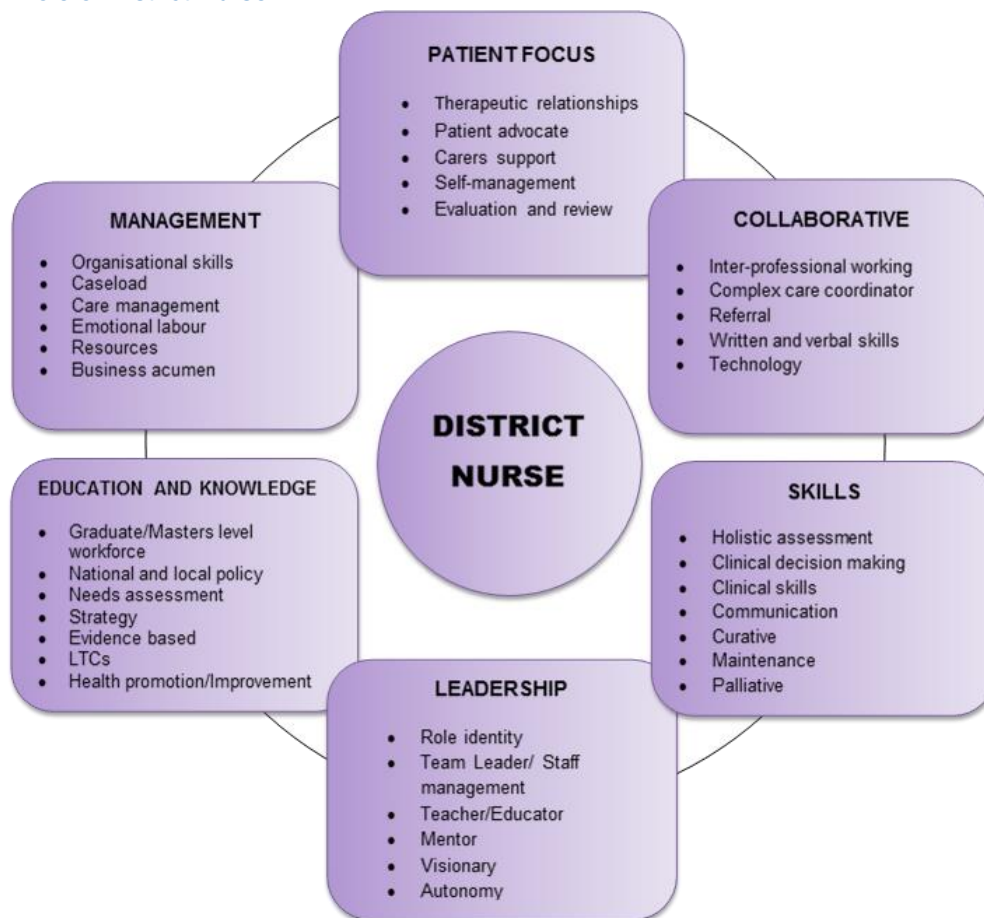 PATIENT FOCUS
• Therapeutic relationships
• Patient advocate
• Carers support
• Self-management
• Evaluation and review
COLLABORATIVE
• Inter-professional working
• Complex care coordinator
• Referral
• Written and verbal skills
• Technology
SKILLS
• Holistic assessment
• Clinical decision making
• Clinical skills
• Communication
• Curative
• Maintenance
• Palliative
LEADERSHIP
• Role identity
• Team Leader/ Staff
management
• Teacher/Educator
• Mentor
• Visionary
• Autonomy
EDUCATION AND KNOWLEDGE
• Graduate/Masters level
workforce
• National and local policy
• Needs assessment
• Strategy
• Evidence based
• LTCs
• Health promotion/Improvement
MANAGEMENT
• Organisational skills
• Caseload
• Care management
• Emotional labour
• Resources
• Business acumen
DISTRICT
NURSE